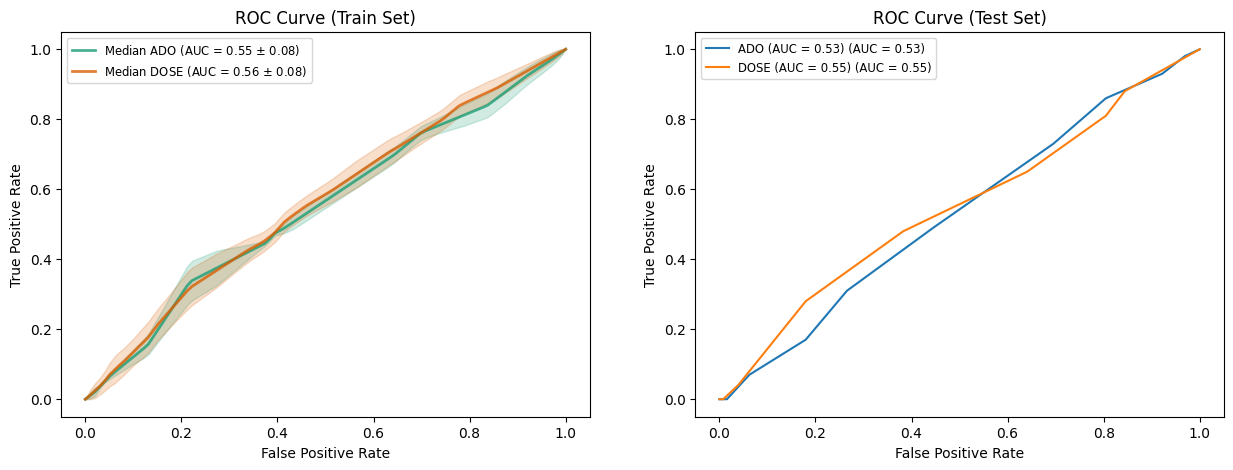 ROC Curve (Train Set)
Median ADO (AUC = 0.55 ± 0.08)
Median DOSE (AUC = 0.56 ± 0.08)
1.0
0.8
0.6
0.4
0.2
0.0
True Positive Rate
0.0 0.2 0.4 0.6 0.8 1.0
False Positive Rate
ROC Curve (Test Set)
ADO (AUC = 0.53) (AUC = 0.53)
DOSE (AUC = 0.55) (AUC = 0.55)
1.0
0.8
0.6
0.4
0.2
0.0
True Positive Rate
0.0 0.2 0.4 0.6 0.8 1.0
False Positive Rate